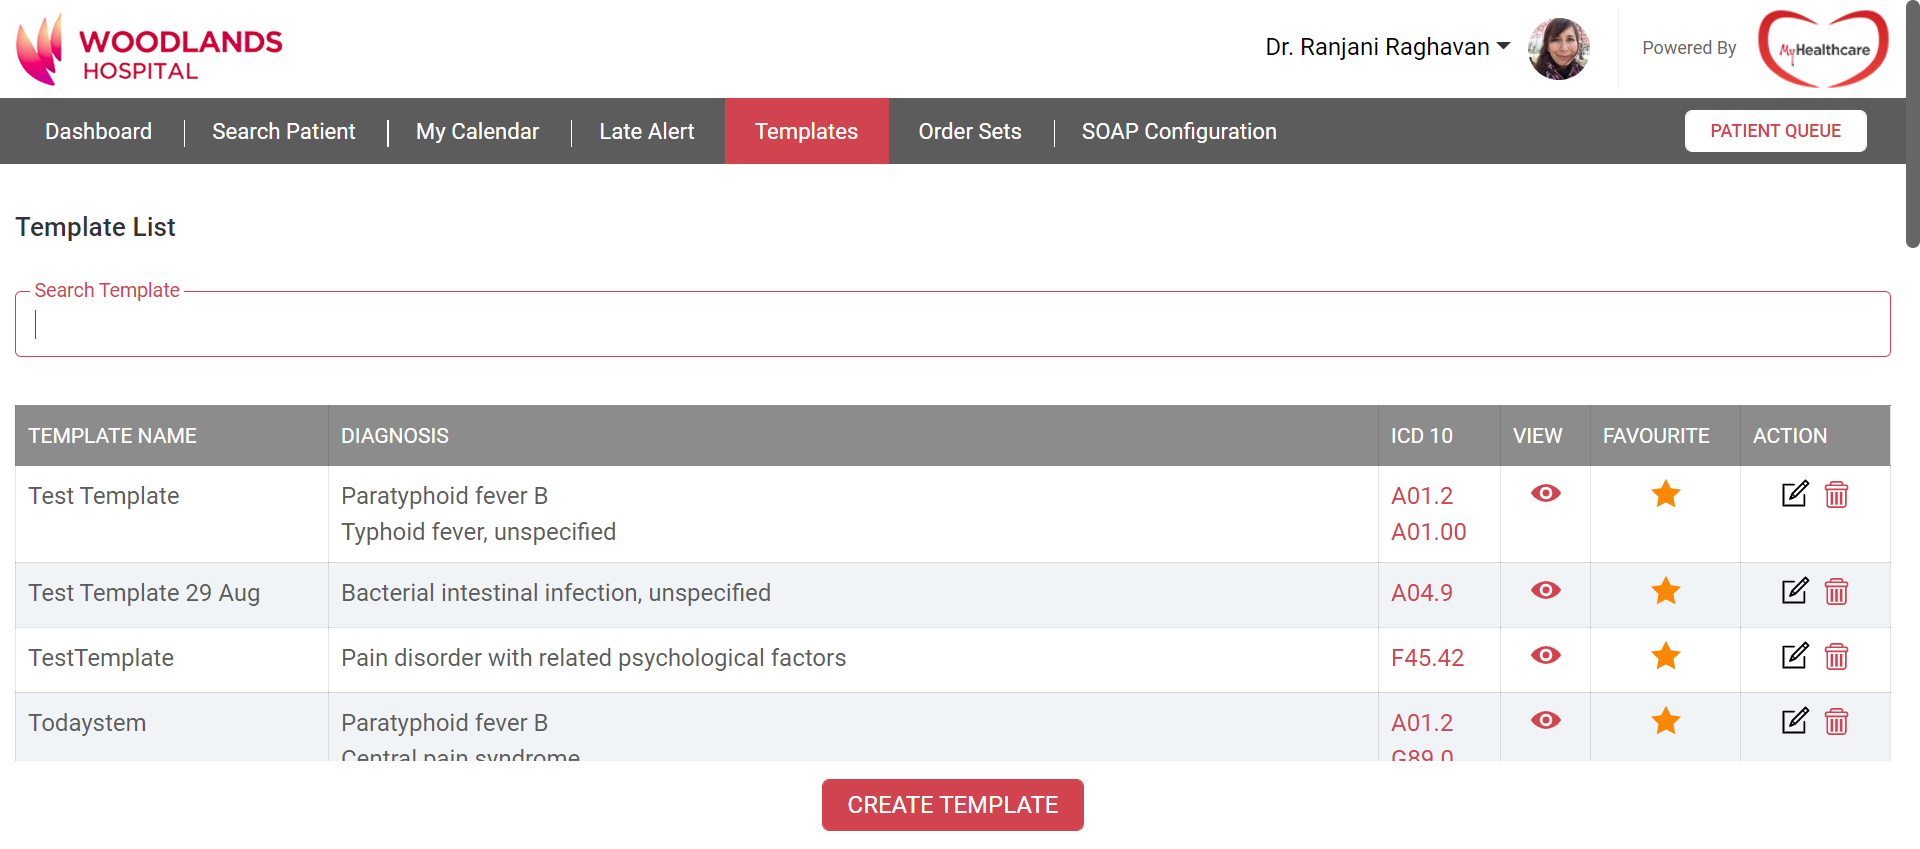 WOODLANDS
HOSPITAL
Dr. Ranjani Raghavan
Powered By
MyHealthcare
Dashboard Search Patient My Calendar Late Alert Templates Order Sets SOAP Configuration PATIENT QUEUE
Template List
Search Template
TEMPLATE NAME DIAGNOSIS ICD 10 VIEW FAVOURITE ACTION
Test Template Paratyphoid fever B A01.2
Typhoid fever, unspecified A01.00
Test Template 29 Aug Bacterial intestinal infection, unspecified A04.9
TestTemplate Pain disorder with related psychological factors F45.42
Todaystem Paratyphoid fever B A01.2
Central pain syndrome G89.0
CREATE TEMPLATE